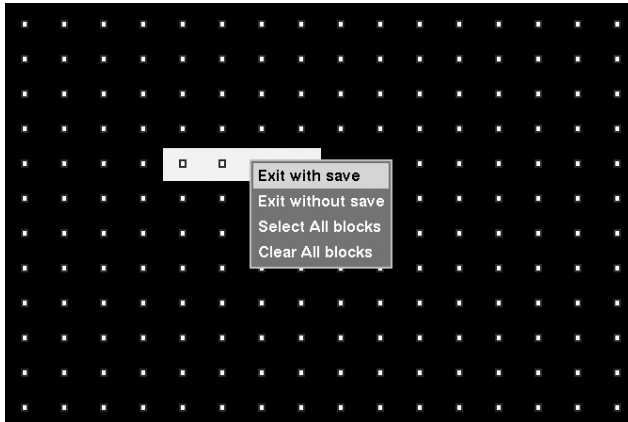 Exit with save
Exit without save
Select All blocks
Clear All blocks